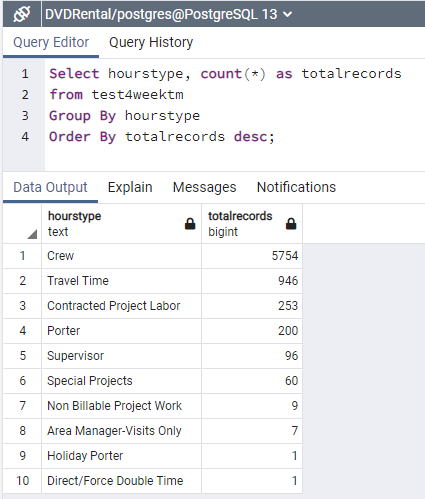 DVDRental/postgres@PostgreSQL 13
Query Editor Query History
1 Select hourstype, count(*) as totalrecords
2 from test4weektm
3 Group By hourstype
4 Order By totalrecords desc;
Data Output Explain Messages Notifications
hourstype totalrecords
text bigint
1 Crew 5754
2 Travel Time 946
3 Contracted Project Labor 253
4 Porter 200
5 Supervisor 96
6 Special Projects 60
7 Non Billable Project Work 9
8 Area Manager-Visits Only 7
9 Holiday Porter 1
10 Direct/Force Double Time 1